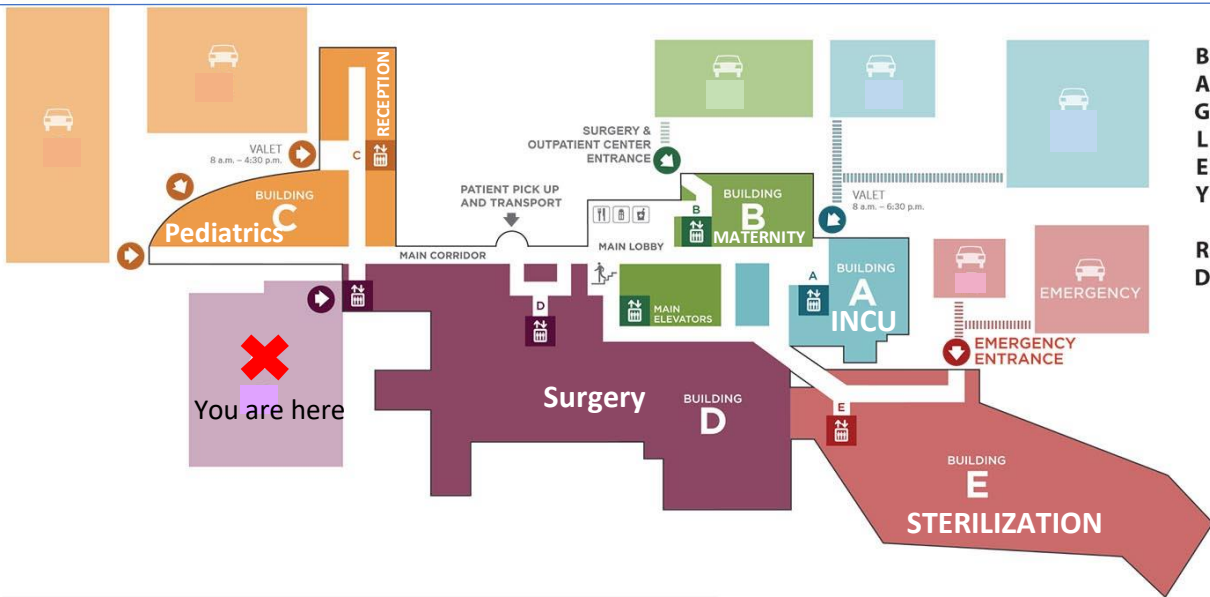 RECEPTION
C
VALET
8 a.m. – 4:30 p.m.
BUILDING
C
Pediatrics
SURGERY &
OUTPATIENT CENTER
ENTRANCE
PATIENT PICK UP
AND TRANSPORT
MAIN CORRIDOR
MAIN LOBBY
BUILDING
B
B
MATERNITY
VALET
8 a.m. – 6:30 p.m.
BAGLEY RD
A
BUILDING
A
INCU
D
MAIN
ELEVATORS
EMERGENCY
EMERGENCY
ENTRANCE
You are here
Surgery
BUILDING
D
E
BUILDING
E
STERILIZATION